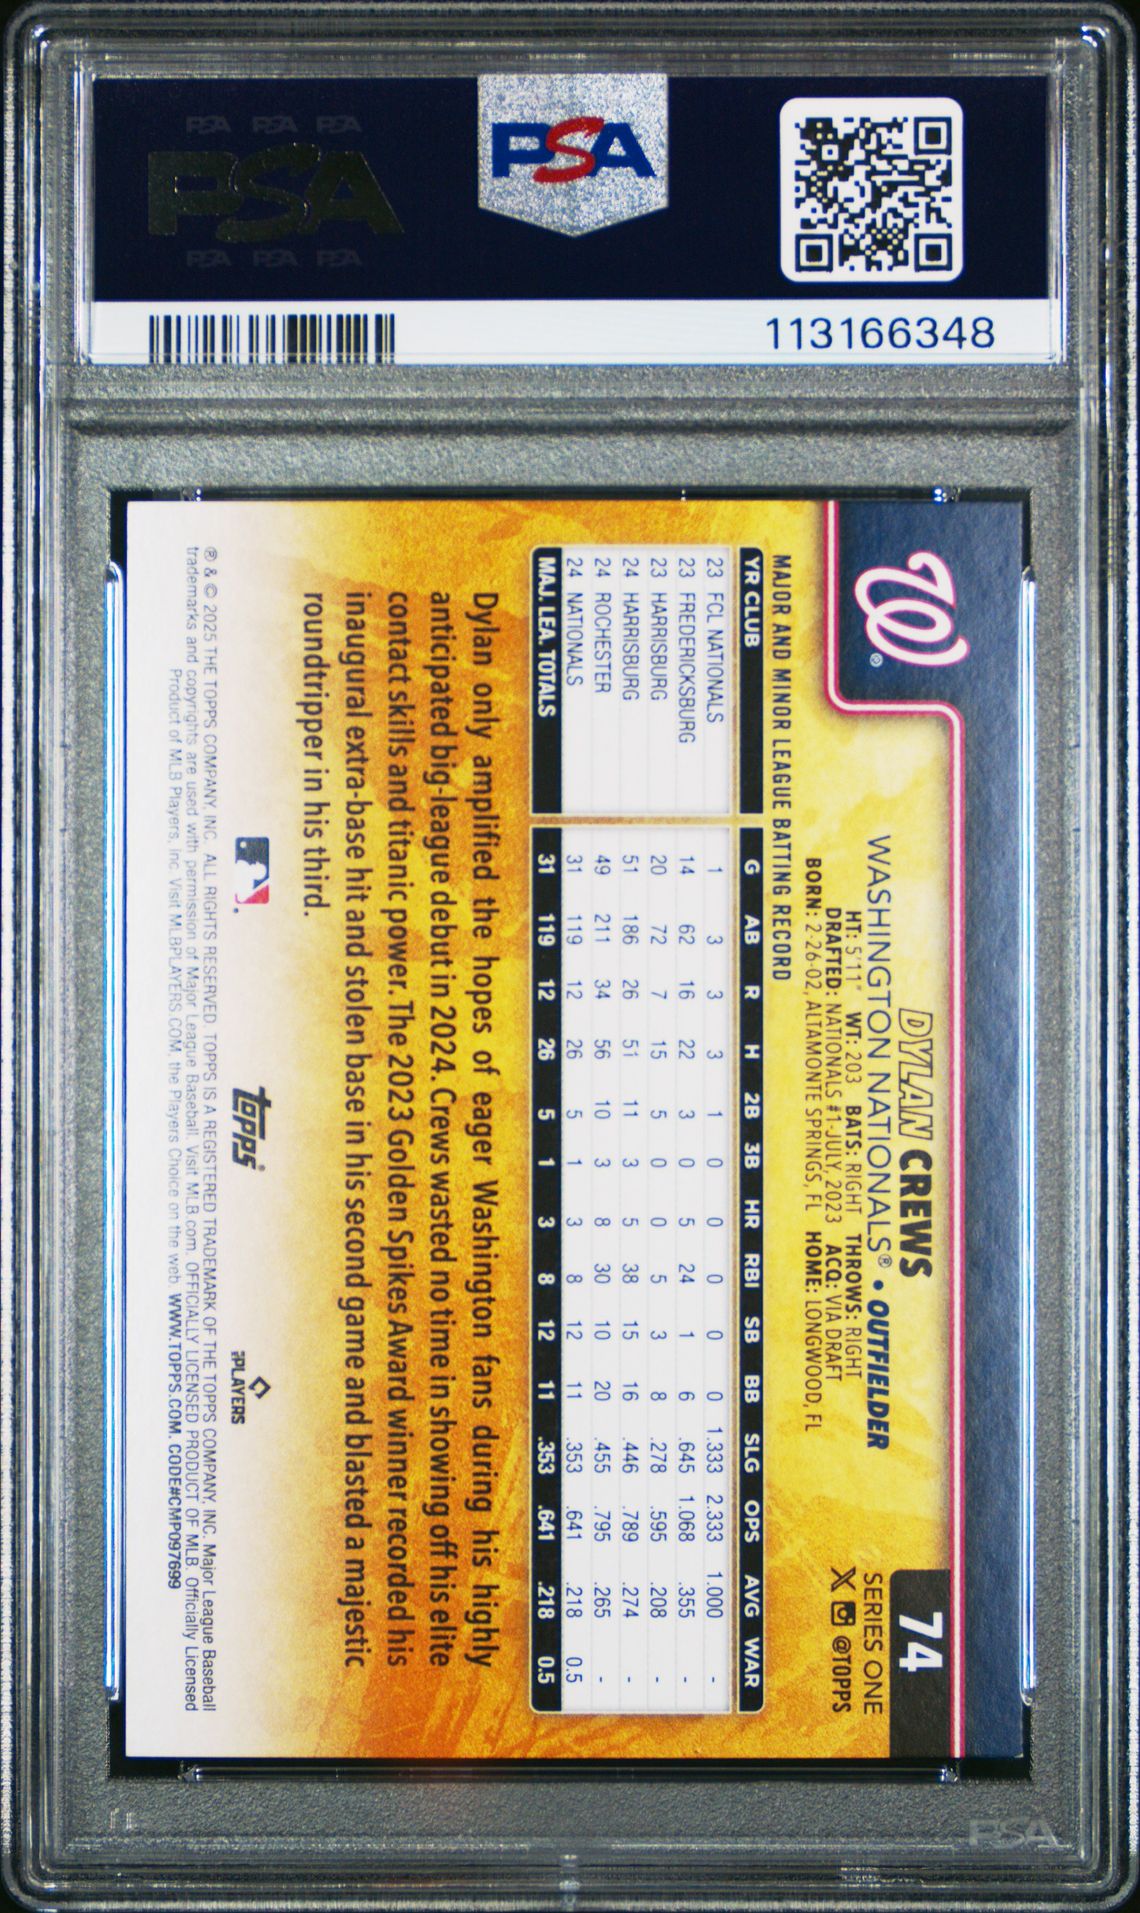 PSA PSA PSA
PSA
PSA PSA PSA
PSA
113166348
W®
DYLAN CREWS
WASHINGTON NATIONALS® • OUTFIELDER
HT: 5'11" WT: 203 BATS: RIGHT THROWS: RIGHT
DRAFTED: NATIONALS #1-JULY, 2023 ACQ: VIA DRAFT
BORN: 2-26-02, ALTAMONTE SPRINGS, FL HOME: LONGWOOD, FL
74
SERIES ONE
X @TOPPS
MAJOR AND MINOR LEAGUE BATTING RECORD
YR CLUB G AB R H 2B 3B HR RBI SB BB SLG OPS AVG WAR
23 FCL NATIONALS 1 3 3 3 1 0 0 0 0 0 1.333 2.333 1.000 -
23 FREDERICKSBURG 14 62 16 22 3 0 5 24 1 6 .645 1.068 .355 -
23 HARRISBURG 20 72 7 15 5 0 0 5 3 8 .278 .595 .208 -
24 HARRISBURG 51 186 26 51 11 3 5 38 15 16 .446 .789 .274 -
24 ROCHESTER 49 211 34 56 10 3 8 30 10 20 .455 .795 .265 -
24 NATIONALS 31 119 12 26 5 1 3 8 12 11 .353 .641 .218 0.5
MAJ. LEA. TOTALS 31 119 12 26 5 1 3 8 12 11 .353 .641 .218 0.5
Dylan only amplified the hopes of eager Washington fans during his highly
anticipated big-league debut in 2024. Crews wasted no time in showing off his elite
contact skills and titanic power. The 2023 Golden Spikes Award winner recorded his
inaugural extra-base hit and stolen base in his second game and blasted a majestic
roundtripper in his third.
topps®
PLAYERS
® & © 2025 THE TOPPS COMPANY, INC. ALL RIGHTS RESERVED. TOPPS IS A REGISTERED TRADEMARK OF THE TOPPS COMPANY, INC. Major League Baseball
trademarks and copyrights are used with permission of Major League Baseball. Visit MLB.com. OFFICIALLY LICENSED PRODUCT OF MLB. Officially Licensed
Product of MLB Players, Inc. Visit MLBPLAYERS.COM, the Players Choice on the web. WWW.TOPPS.COM. CODE#CMP097699
PSA